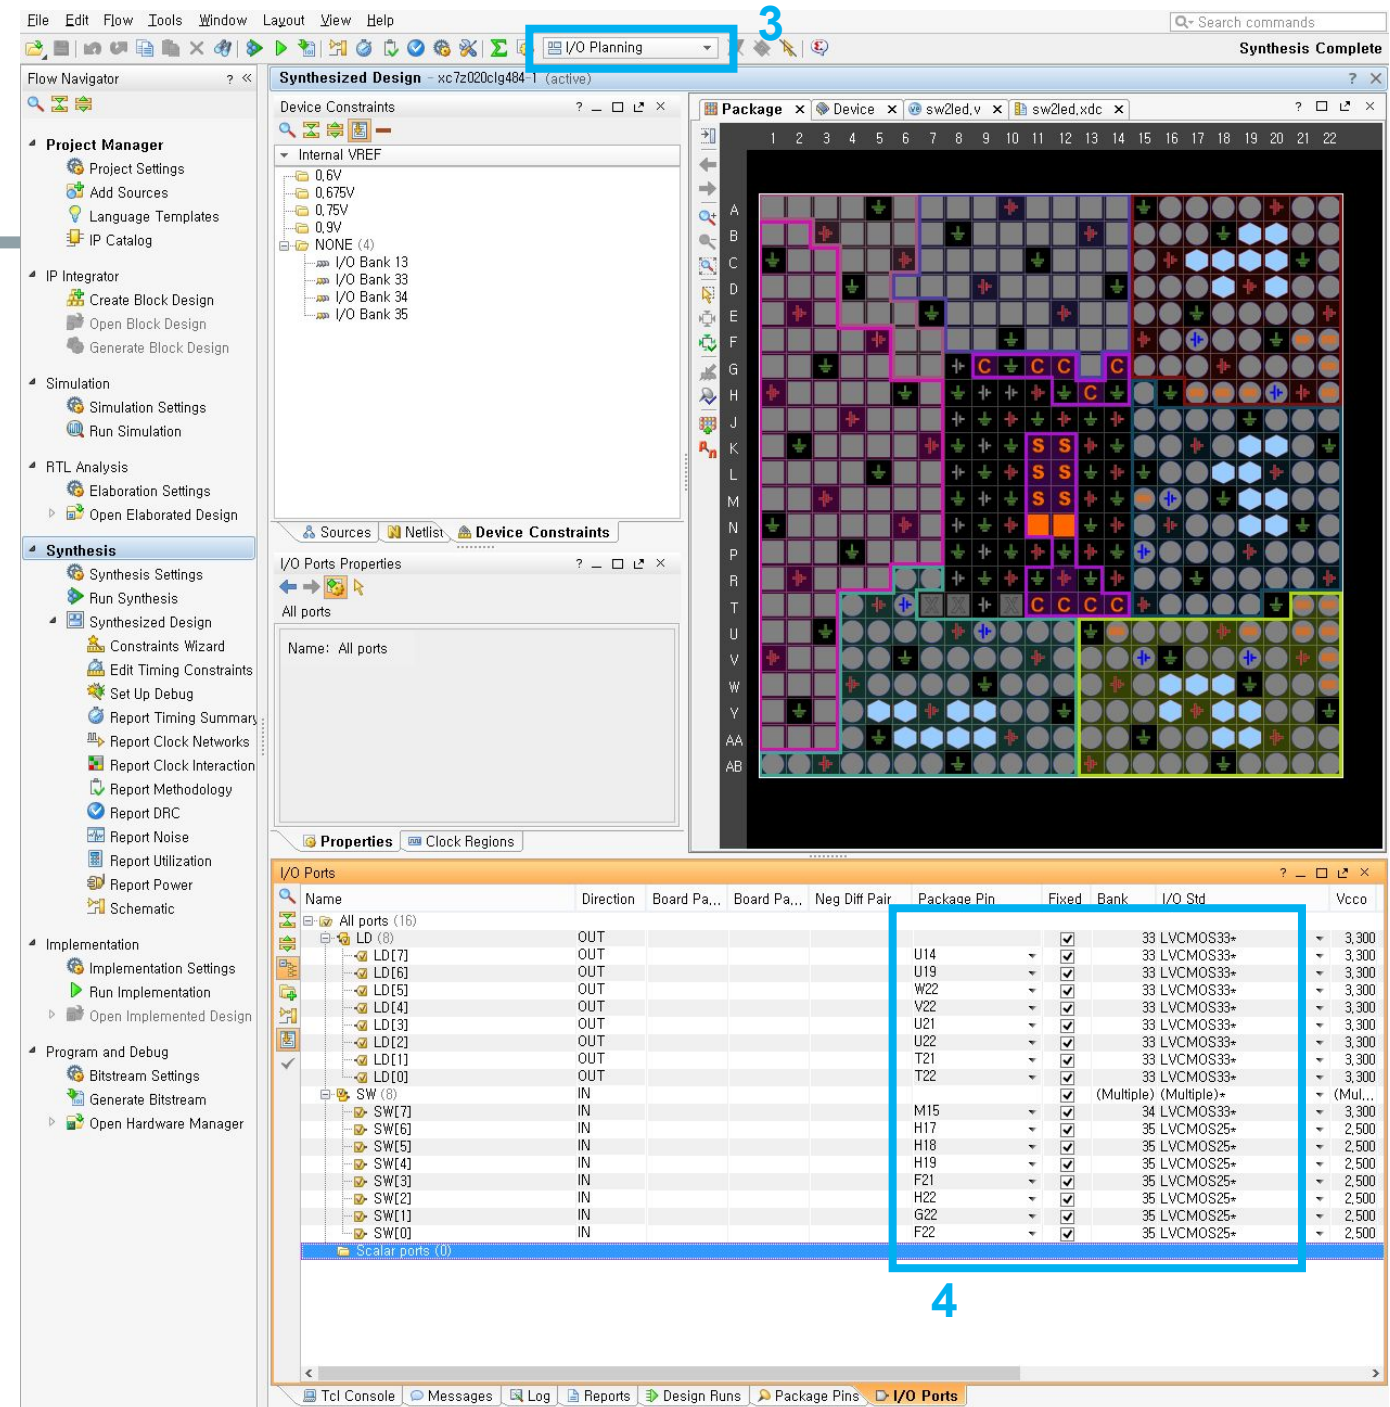 File Edit Flow Tools Window Layout View Help
3
Q- Search commands
I/O Planning
Synthesis Complete
Flow Navigator ? «
Synthesized Design - xc7z020clg484-1 (active) ? ×
Project Manager
Project Settings
Add Sources
Language Templates
IP Catalog
IP Integrator
Create Block Design
Open Block Design
Generate Block Design
Simulation
Simulation Settings
Run Simulation
RTL Analysis
Elaboration Settings
Open Elaborated Design
Synthesis
Synthesis Settings
Run Synthesis
Synthesized Design
Constraints Wizard
Edit Timing Constraints
Set Up Debug
Report Timing Summary
Report Clock Networks
Report Clock Interaction
Report Methodology
Report DRC
Report Noise
Report Utilization
Report Power
Schematic
Implementation
Implementation Settings
Run Implementation
Open Implemented Design
Program and Debug
Bitstream Settings
Generate Bitstream
Open Hardware Manager
Device Constraints
Internal VREF
0,6V
0,675V
0,75V
0,9V
NONE (4)
I/O Bank 13
I/O Bank 33
I/O Bank 34
I/O Bank 35
Sources Netlist Device Constraints
I/O Ports Properties
All ports
Name: All ports
Properties Clock Regions
Package Device sw2led,v sw2led,xdc
1 2 3 4 5 6 7 8 9 10 11 12 13 14 15 16 17 18 19 20 21 22
A
B
C
D
E
F
G C C C C
H C
J
K S S
L S S
M S S
N
P
R
T C C C C
U
V
W
Y
AA
AB
I/O Ports
Name Direction Board Pa,,, Board Pa,,, Neg Diff Pair Package Pin Fixed Bank I/O Std Vcco
All ports (16)
LD (8) OUT 33 LVCMOS33* 3,300
LD[7] OUT U14 33 LVCMOS33* 3,300
LD[6] OUT U19 33 LVCMOS33* 3,300
LD[5] OUT W22 33 LVCMOS33* 3,300
LD[4] OUT V22 33 LVCMOS33* 3,300
LD[3] OUT U21 33 LVCMOS33* 3,300
LD[2] OUT U22 33 LVCMOS33* 3,300
LD[1] OUT T21 33 LVCMOS33* 3,300
LD[0] OUT T22 33 LVCMOS33* 3,300
SW (8) IN (Multiple) (Multiple)* (Mul,,,
SW[7] IN M15 34 LVCMOS33* 3,300
SW[6] IN H17 35 LVCMOS25* 2,500
SW[5] IN H18 35 LVCMOS25* 2,500
SW[4] IN H19 35 LVCMOS25* 2,500
SW[3] IN F21 35 LVCMOS25* 2,500
SW[2] IN H22 35 LVCMOS25* 2,500
SW[1] IN G22 35 LVCMOS25* 2,500
SW[0] IN F22 35 LVCMOS25* 2,500
Scalar ports (0)
4
Tcl Console Messages Log Reports Design Runs Package Pins I/O Ports